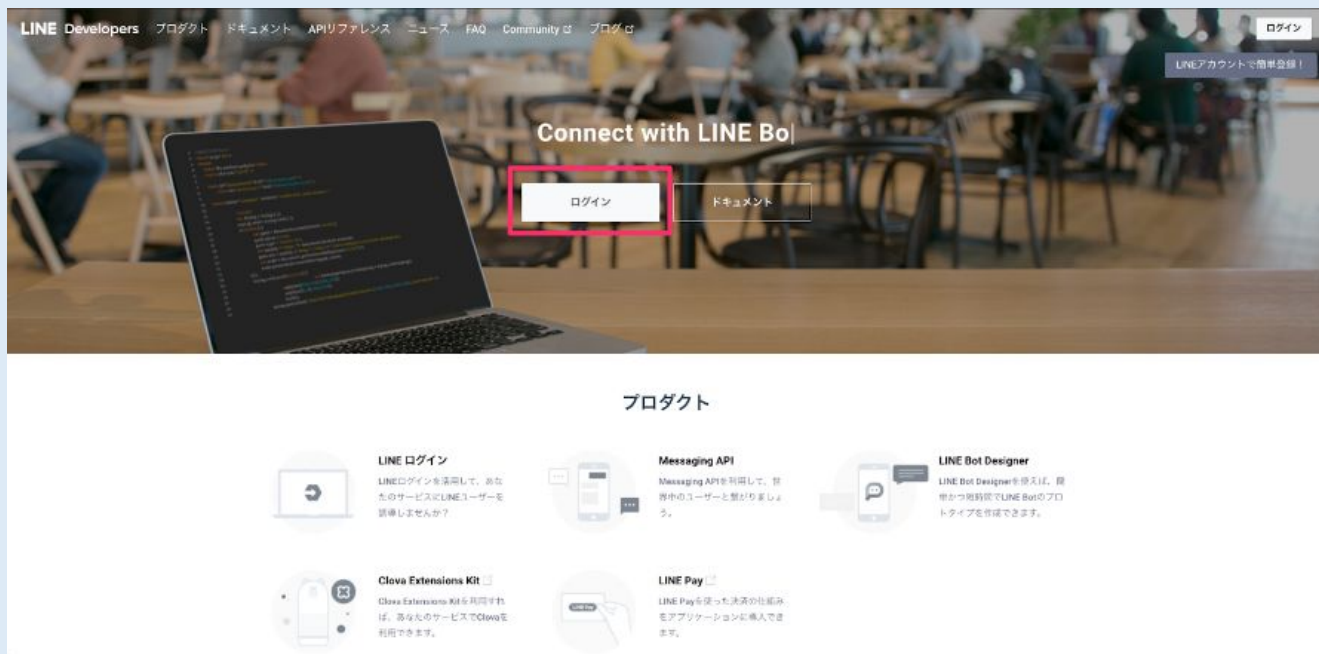 LINE Developers プロダクト ドキュメント APIリファレンス ニュース FAQ Community ブログ
ログイン
LINEアカウントで簡単登録！
Connect with LINE Bo
ログイン
ドキュメント
プロダクト
LINE ログイン
LINEログインを活用して、あな
たのサービスにLINEユーザーを
誘導しませんか？
Messaging API
Messaging APIを利用して、世
界中のユーザーと繋がりましょ
う。
LINE Bot Designer
LINE Bot Designerを使えば、簡
単かつ短時間でLINE Botのプロ
トタイプを作成できます。
Clova Extensions Kit
Clova Extensions Kitを利用すれ
ば、あなたのサービスでClovaを
利用できます。
LINE Pay
LINE Pay
LINE Payを使った決済の仕組み
をアプリケーションに導入でき
ます。